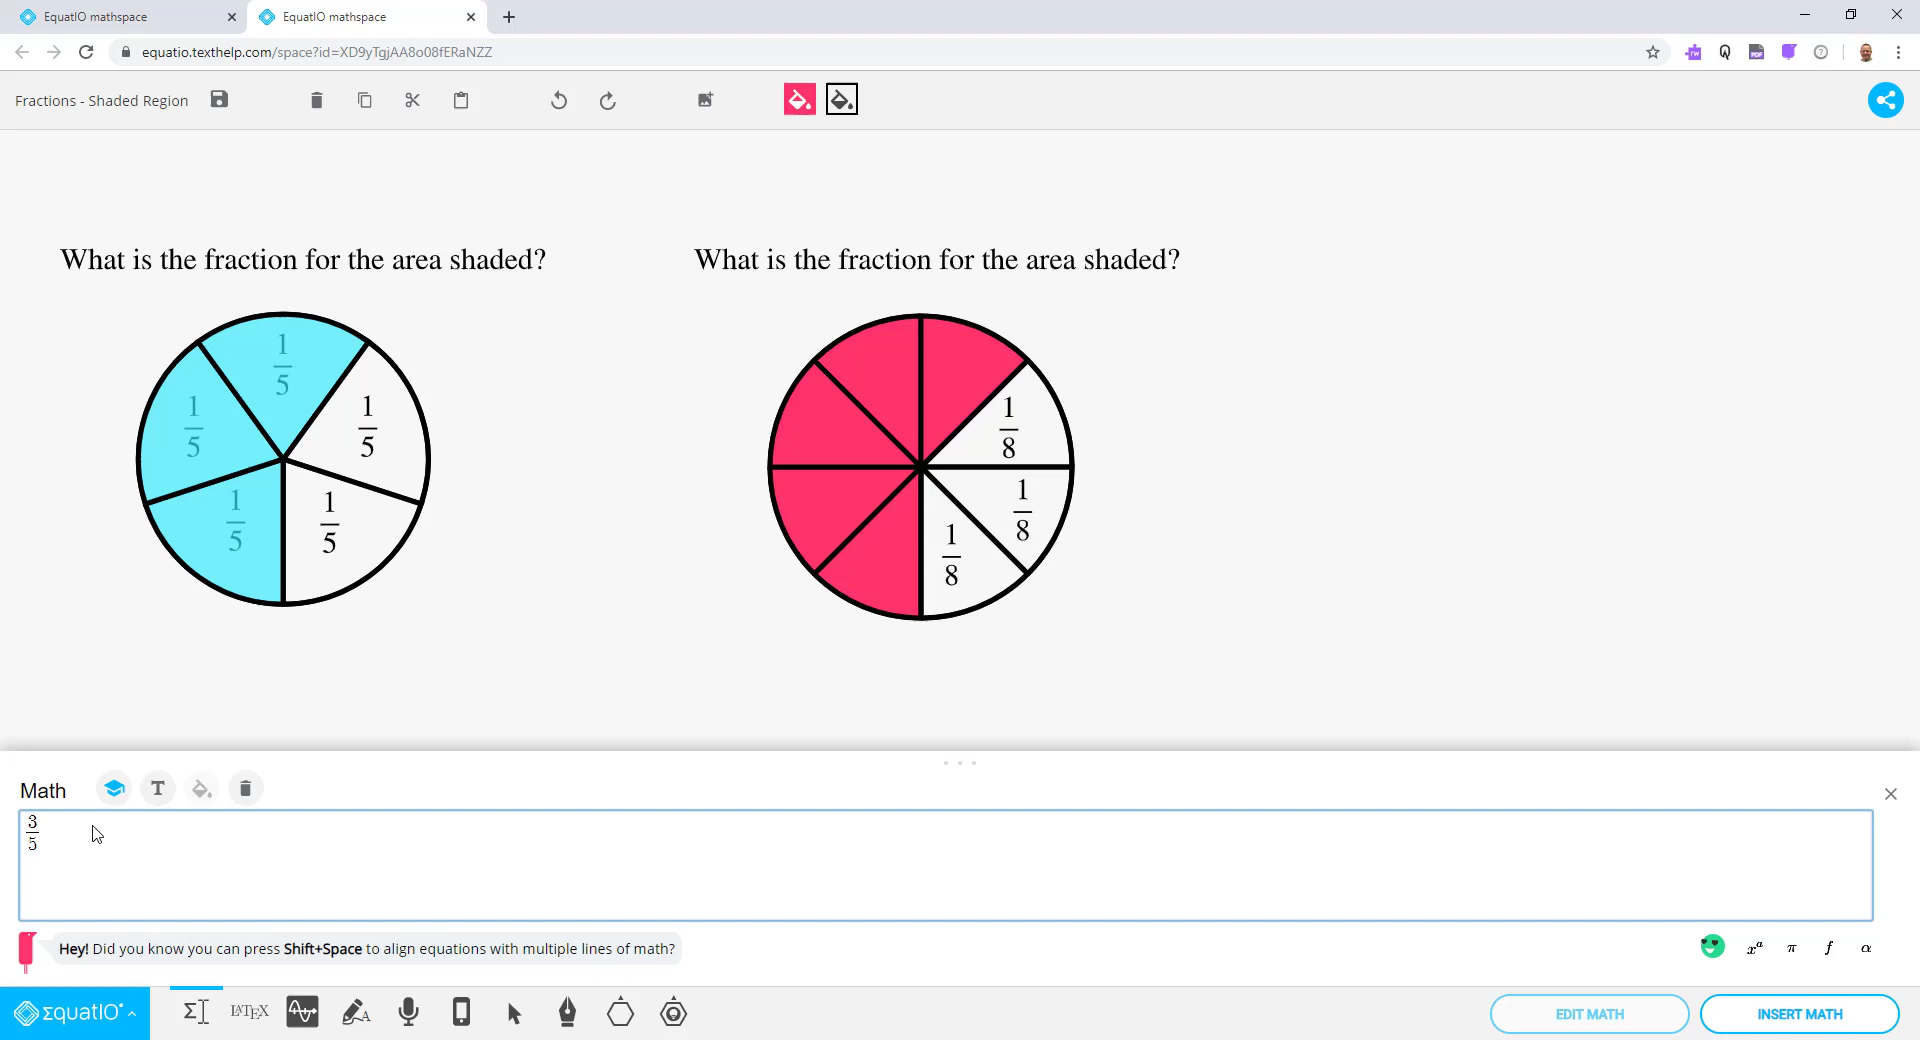 EquatIO mathspace
EquatIO mathspace
equatio.texthelp.com/space?id=XD9yTgjAA8o08fERaNZZ
Fractions - Shaded Region
What is the fraction for the area shaded?
What is the fraction for the area shaded?
1/5
1/5
1/5
1/5
1/5
1/8
1/8
1/8
Math
T
3/5
Hey! Did you know you can press Shift+Space to align equations with multiple lines of math?
xᵃ π f α
ΣquatIO
Σ LATEX A
EDIT MATH
INSERT MATH